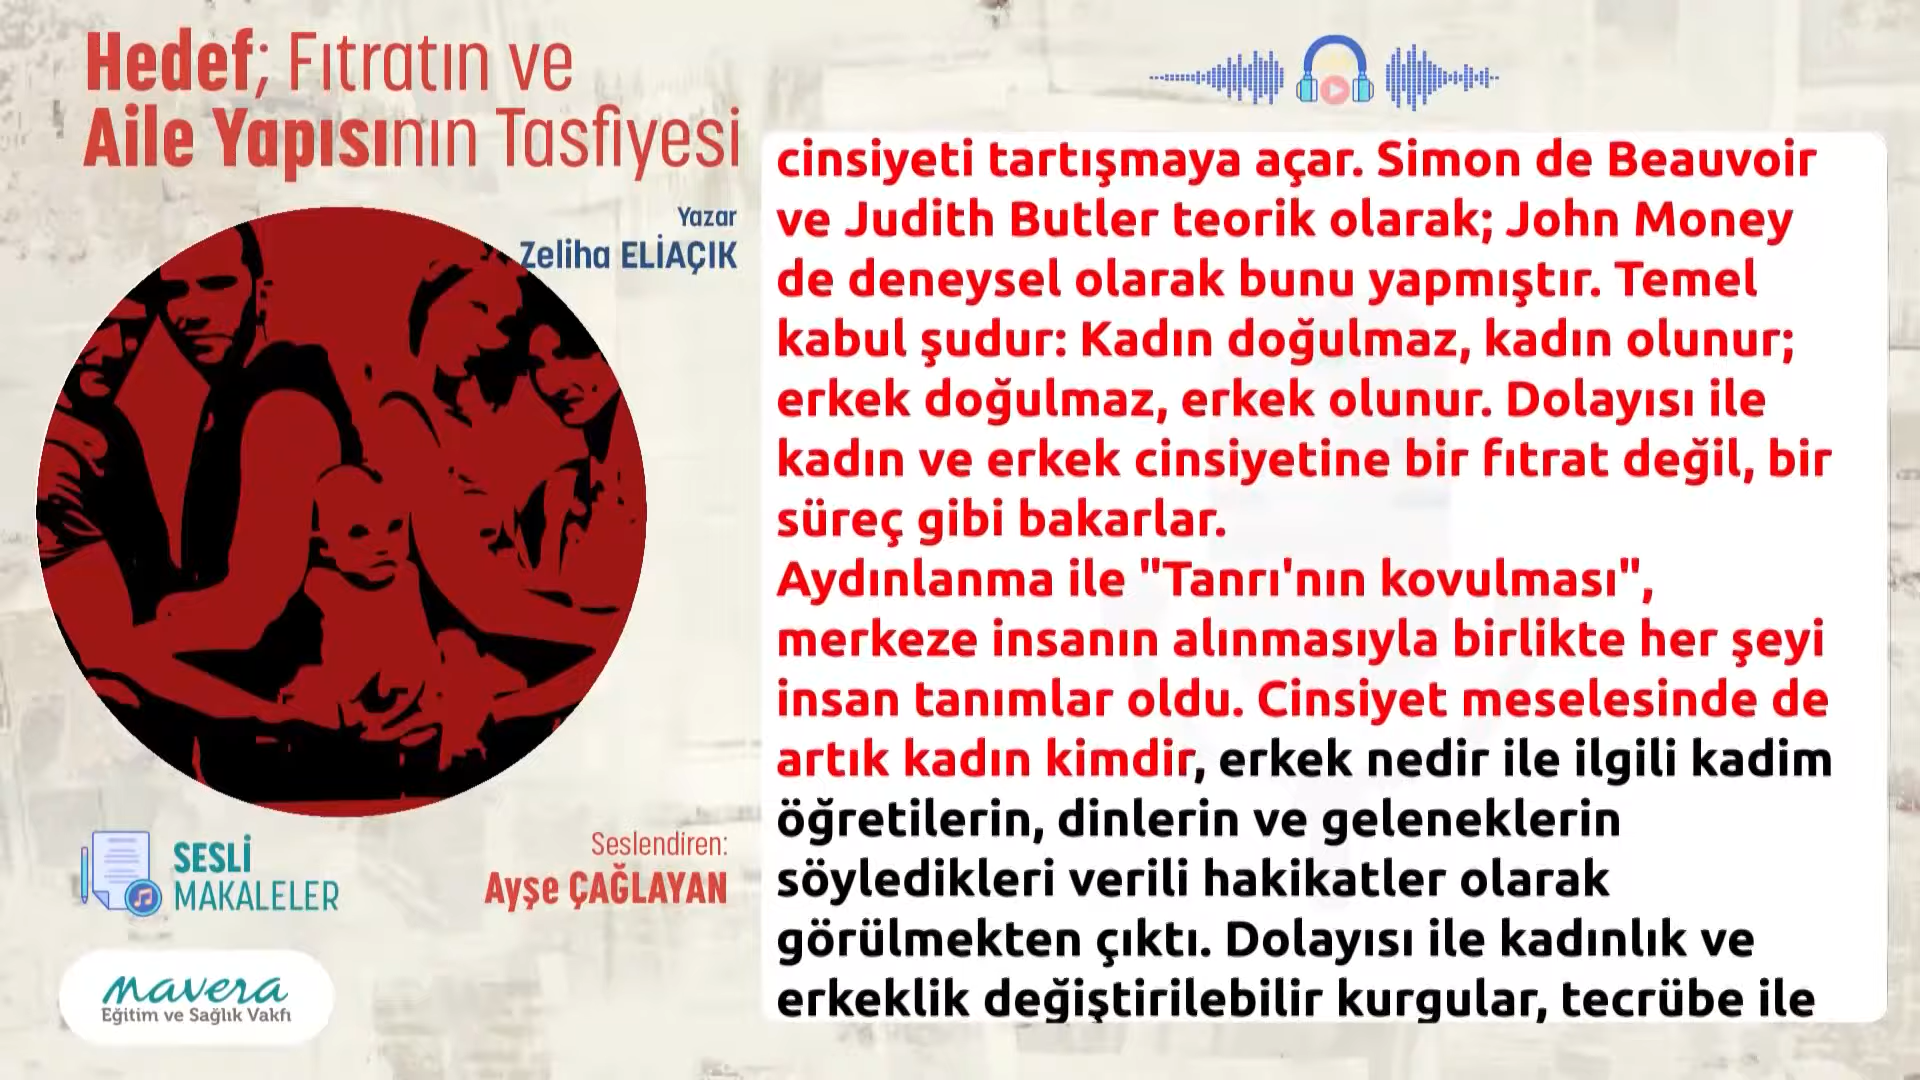 Hedef; Fıtratın ve
Aile Yapısının Tasfiyesi
Yazar
Zeliha ELİAÇIK
cinsiyeti tartışmaya açar. Simon de Beauvoir
ve Judith Butler teorik olarak; John Money
de deneysel olarak bunu yapmıştır. Temel
kabul şudur: Kadın doğulmaz, kadın olunur;
erkek doğulmaz, erkek olunur. Dolayısı ile
kadın ve erkek cinsiyetine bir fıtrat değil, bir
süreç gibi bakarlar.
Aydınlanma ile "Tanrı'nın kovulması",
merkeze insanın alınmasıyla birlikte her şeyi
insan tanımlar oldu. Cinsiyet meselesinde de
artık kadın kimdir, erkek nedir ile ilgili kadim
öğretilerin, dinlerin ve geleneklerin
söyledikleri verili hakikatler olarak
görülmekten çıktı. Dolayısı ile kadınlık ve
erkeklik değiştirilebilir kurgular, tecrübe ile
SESLİ
MAKALELER
Seslendiren:
Ayşe ÇAĞLAYAN
mavera
Eğitim ve Sağlık Vakfı